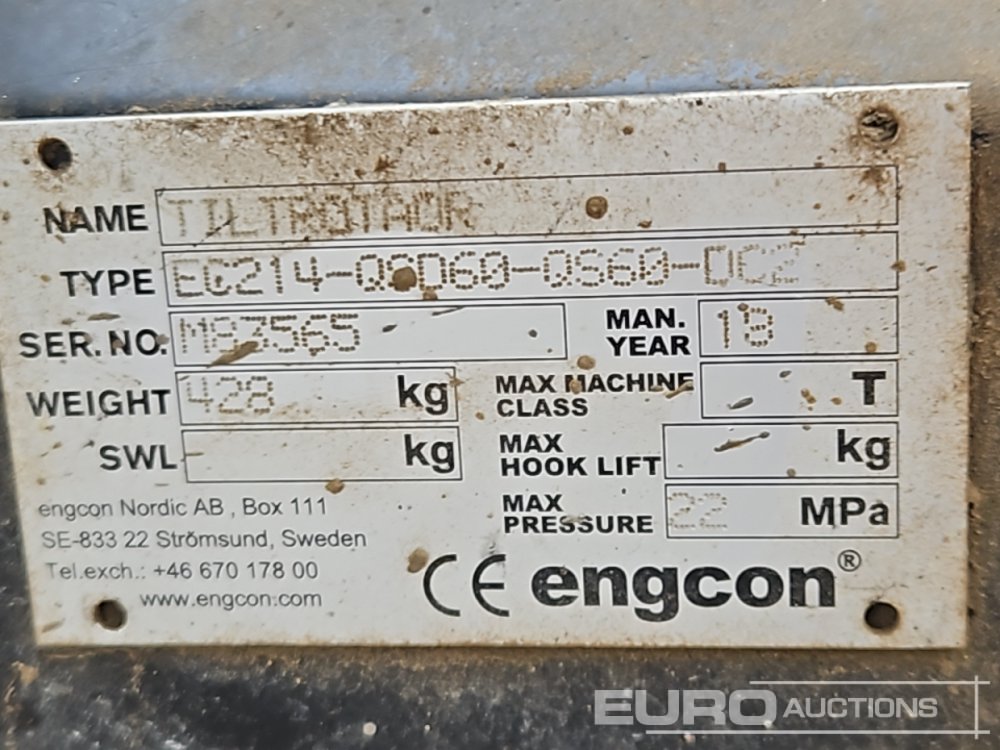 NAME TILTROTAOR
TYPE EC214-QSD60-QS60-DC2
SER. NO. M83565
MAN. YEAR 18
WEIGHT 428 kg
MAX MACHINE CLASS T
SWL kg
MAX HOOK LIFT kg
MAX PRESSURE 22 MPa
engcon Nordic AB , Box 111
SE-833 22 Strömsund, Sweden
Tel.exch.: +46 670 178 00
www.engcon.com
CE engcon®
EURO AUCTIONS